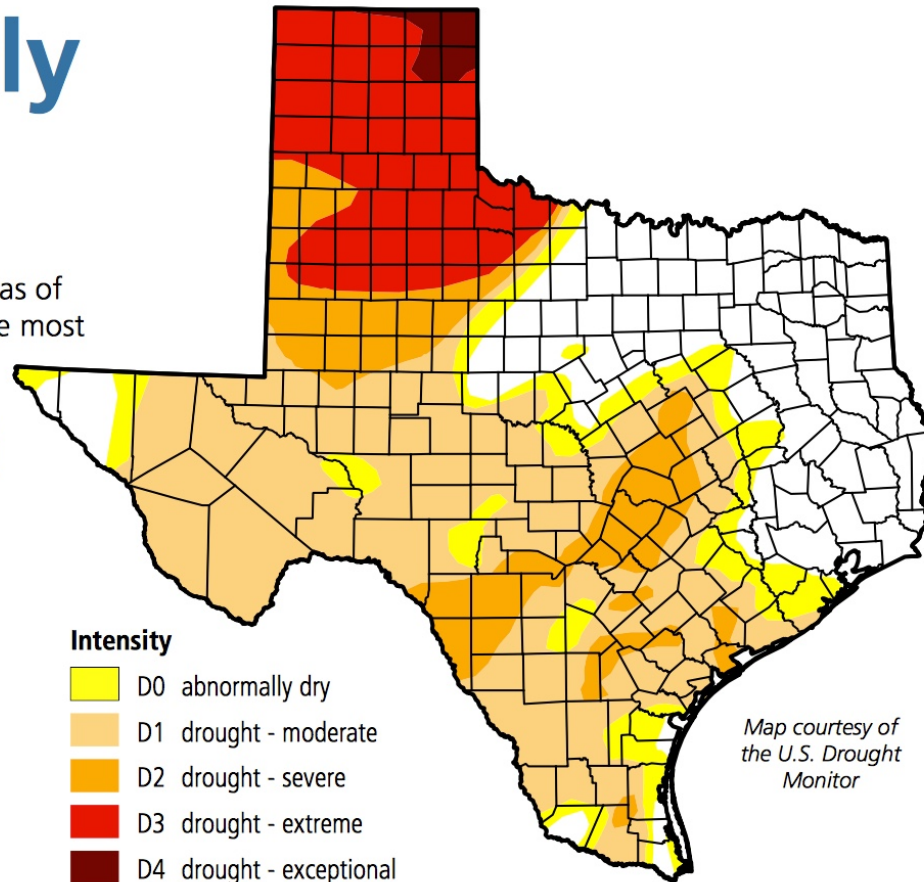 ly
as of
e most
Intensity
D0 abnormally dry
D1 drought - moderate
D2 drought - severe
D3 drought - extreme
D4 drought - exceptional
Map courtesy of
the U.S. Drought
Monitor